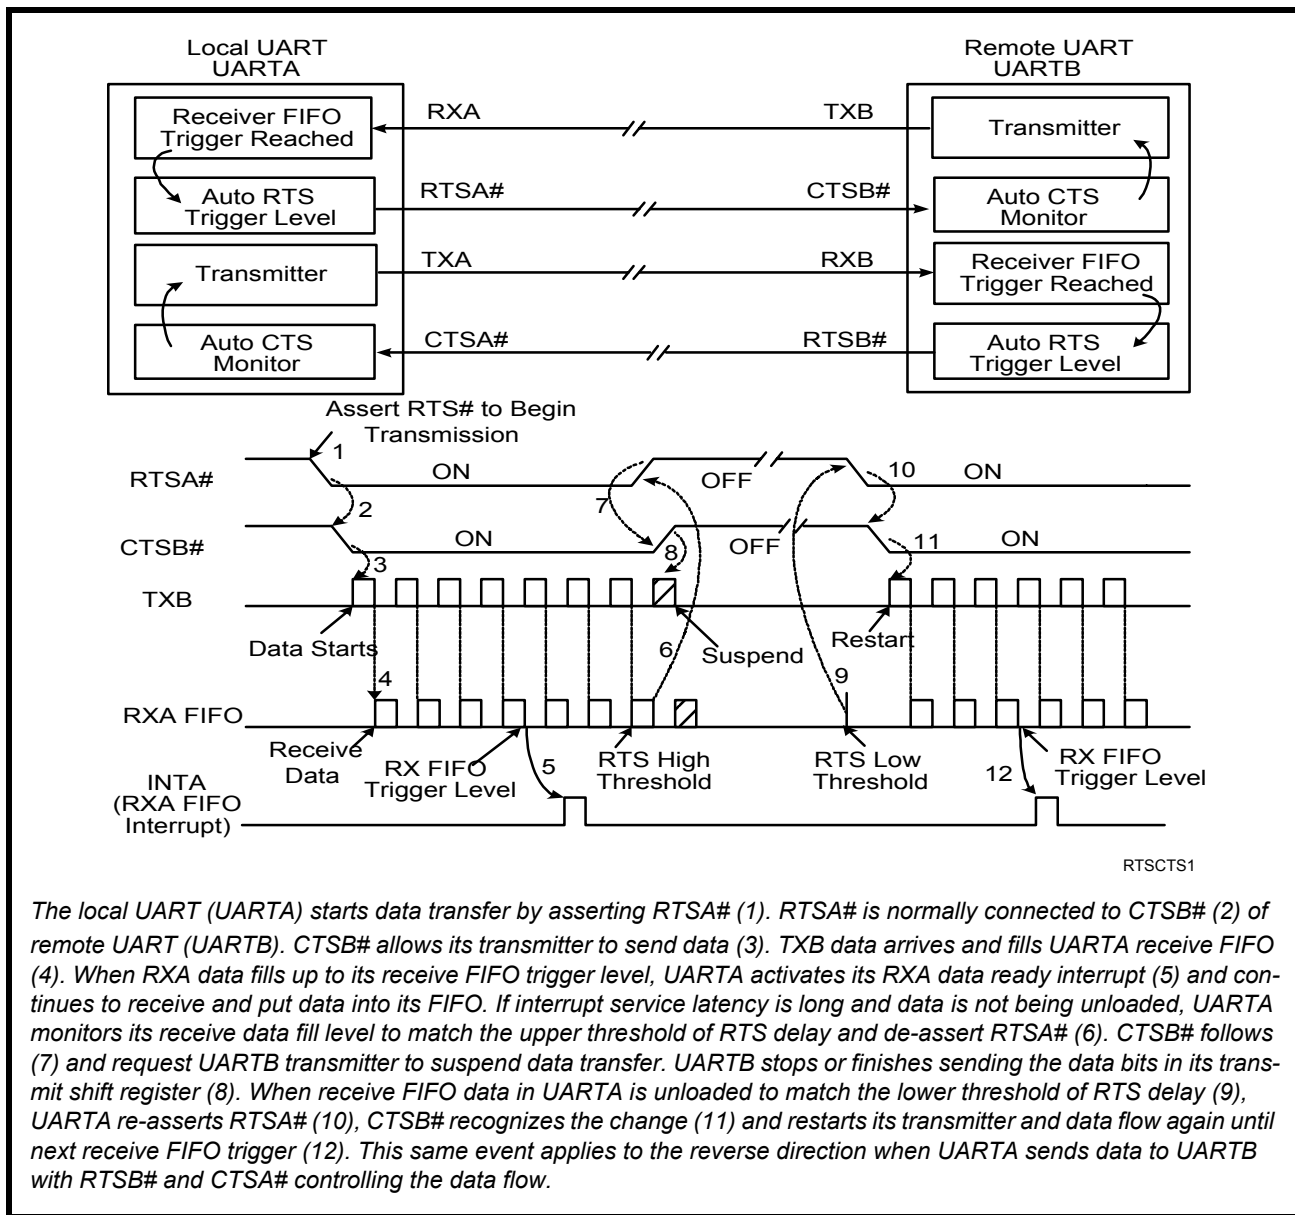 Local UART
UARTA
Remote UART
UARTB
Receiver FIFO
Trigger Reached
RXA
TXB
Transmitter
Auto RTS
Trigger Level
RTSA#
CTSB#
Auto CTS
Monitor
Transmitter
TXA
RXB
Receiver FIFO
Trigger Reached
Auto CTS
Monitor
CTSA#
RTSB#
Auto RTS
Trigger Level
Assert RTS# to Begin
Transmission
1
RTSA#
ON
7
OFF
10
ON
2
CTSB#
ON
8
OFF
11
ON
3
TXB
Data Starts
6
Suspend
Restart
4
9
RXA FIFO
Receive
Data
RX FIFO
Trigger Level
5
RTS High
Threshold
RTS Low
Threshold
12
RX FIFO
Trigger Level
INTA
(RXA FIFO
Interrupt)
RTSCTS1
The local UART (UARTA) starts data transfer by asserting RTSA# (1). RTSA# is normally connected to CTSB# (2) of
remote UART (UARTB). CTSB# allows its transmitter to send data (3). TXB data arrives and fills UARTA receive FIFO
(4). When RXA data fills up to its receive FIFO trigger level, UARTA activates its RXA data ready interrupt (5) and con-
tinues to receive and put data into its FIFO. If interrupt service latency is long and data is not being unloaded, UARTA
monitors its receive data fill level to match the upper threshold of RTS delay and de-assert RTSA# (6). CTSB# follows
(7) and request UARTB transmitter to suspend data transfer. UARTB stops or finishes sending the data bits in its trans-
mit shift register (8). When receive FIFO data in UARTA is unloaded to match the lower threshold of RTS delay (9),
UARTA re-asserts RTSA# (10), CTSB# recognizes the change (11) and restarts its transmitter and data flow again until
next receive FIFO trigger (12). This same event applies to the reverse direction when UARTA sends data to UARTB
with RTSB# and CTSA# controlling the data flow.